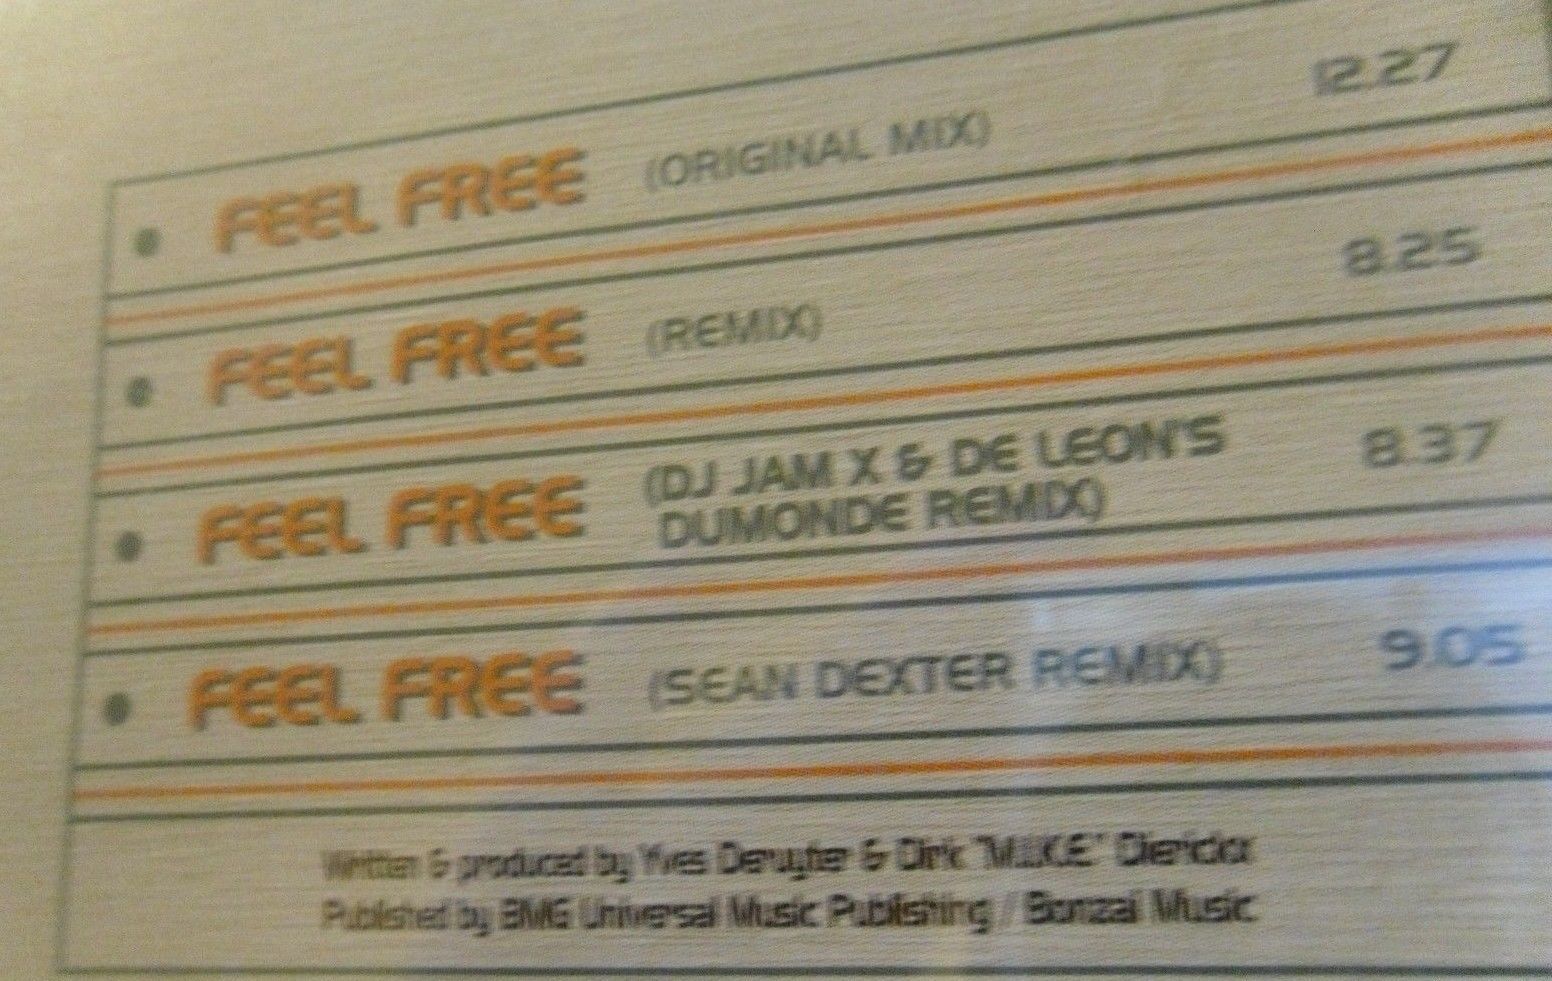 FEEL FREE (ORIGINAL MIX) 12.27
FEEL FREE (REMIX) 8.25
FEEL FREE (DJ JAM X & DE LEON'S
DUMONDE REMIX) 8.37
FEEL FREE (SEAN DEXTER REMIX) 9.05
Written & produced by Yves Deruyter & Dirk "M.I.K.E." Dierickx
Published by BMG Universal Music Publishing / Bonzai Music